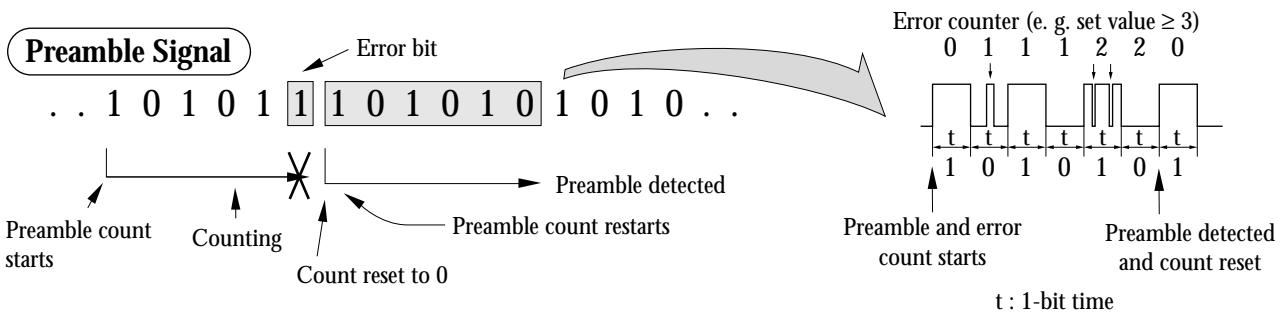 Preamble Signal
Error bit
. . 1 0 1 0 1 1 1 1 0 1 0 1 0 1 0 1 0 . .
Preamble count
starts
Counting
Count reset to 0
Preamble count restarts
Preamble detected
Error counter (e. g. set value ≥ 3)
0 1 1 1 2 2 0
t t t t t t t
1 0 1 0 1 0 1
Preamble and error
count starts
Preamble detected
and count reset
t : 1-bit time